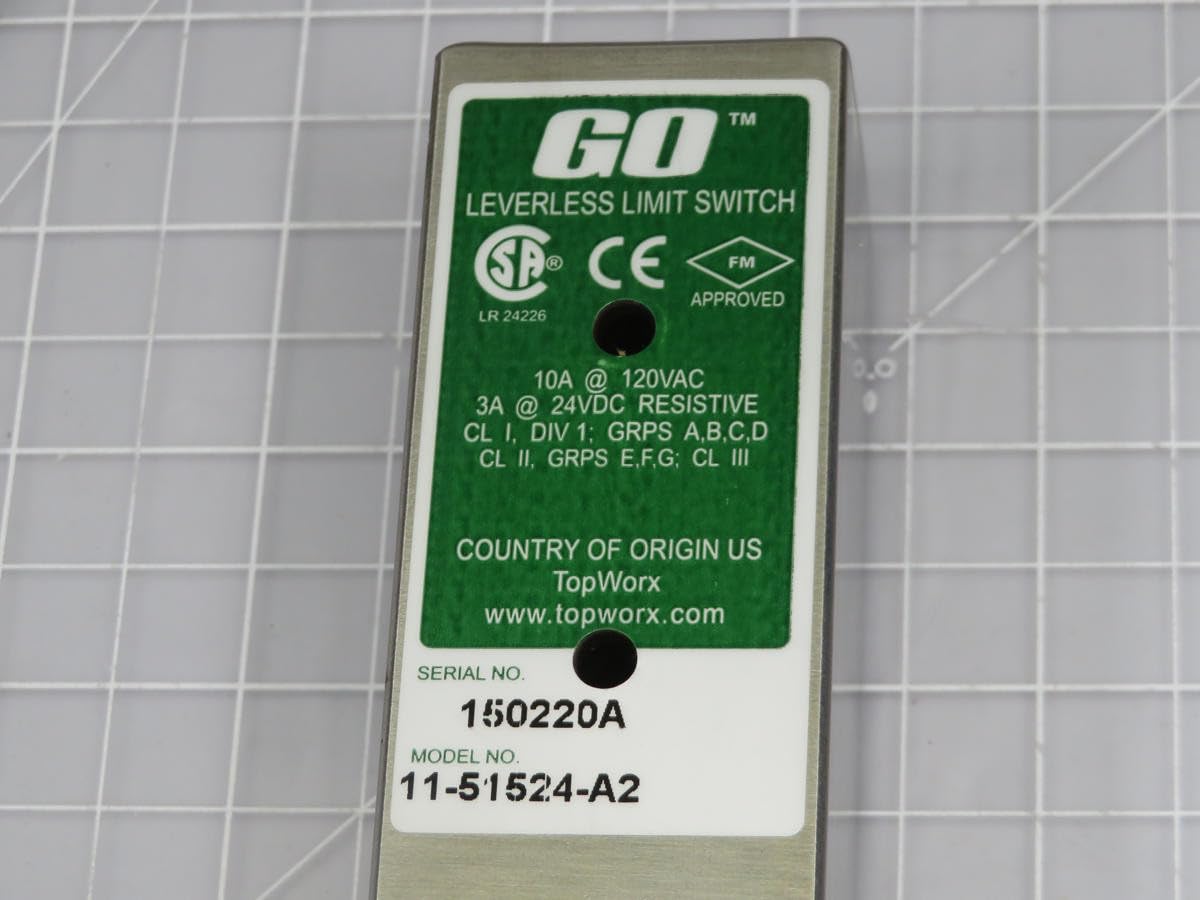 GO™
LEVERLESS LIMIT SWITCH
CSA® CE FM
LR 24226 APPROVED
10A @ 120VAC
3A @ 24VDC RESISTIVE
CL I, DIV 1; GRPS A,B,C,D
CL II, GRPS E,F,G; CL III
COUNTRY OF ORIGIN US
TopWorx
www.topworx.com
SERIAL NO.
150220A
MODEL NO.
11-51524-A2